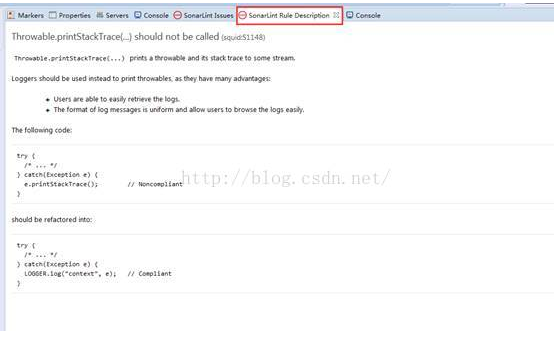 Markers Properties Servers Console SonarLint Issues SonarLint Rule Description Console
Throwable.printStackTrace(...) should not be called (squid:S1148)
Throwable.printStackTrace(...) prints a throwable and its stack trace to some stream.
Loggers should be used instead to print throwables, as they have many advantages:
Users are able to easily retrieve the logs.
The format of log messages is uniform and allow users to browse the logs easily.
The following code:
try {
/* ... */
} catch(Exception e) {
e.printStackTrace();        // Noncompliant
}
http://blog.csdn.net/
should be refactored into:
try {
/* ... */
} catch(Exception e) {
LOGGER.log("context", e);   // Compliant
}